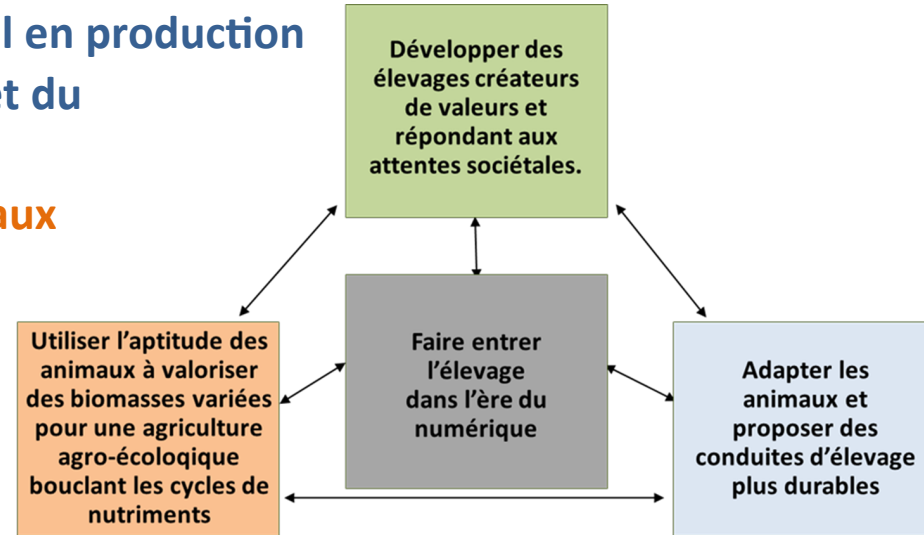 l en production
et du
aux
Développer des
élevages créateurs
de valeurs et
répondant aux
attentes sociétales.
Utiliser l’aptitude des
animaux à valoriser
des biomasses variées
pour une agriculture
agro-écoloqique
bouclant les cycles de
nutriments
Faire entrer
l’élevage
dans l’ère du
numérique
Adapter les
animaux et
proposer des
conduites d’élevage
plus durables